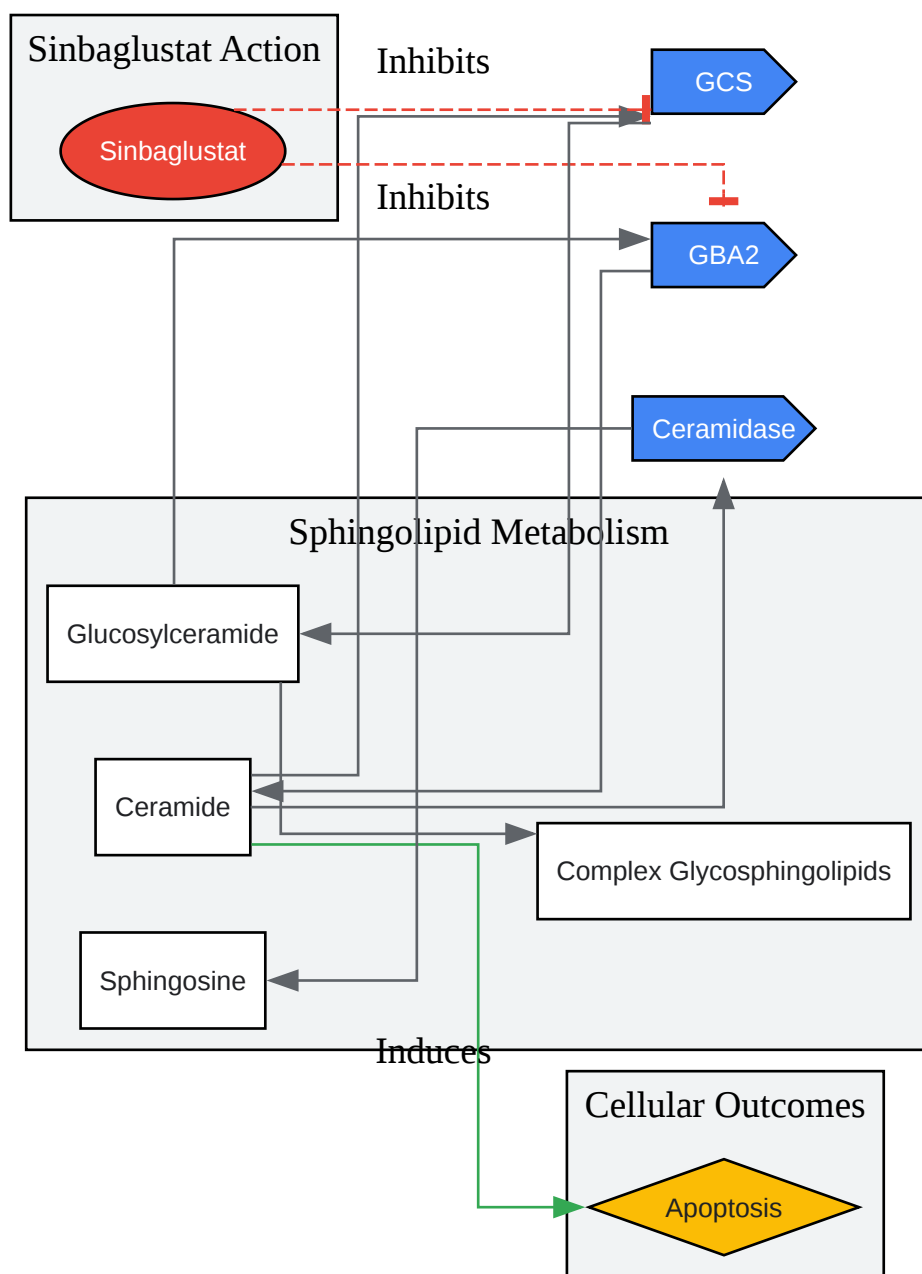 Sinbaglustat Action
Inhibits
GCS
Sinbaglustat
Inhibits
GBA2
Ceramidase
Sphingolipid Metabolism
Glucosylceramide
Ceramide
Complex Glycosphingolipids
Sphingosine
Induces
Cellular Outcomes
Apoptosis